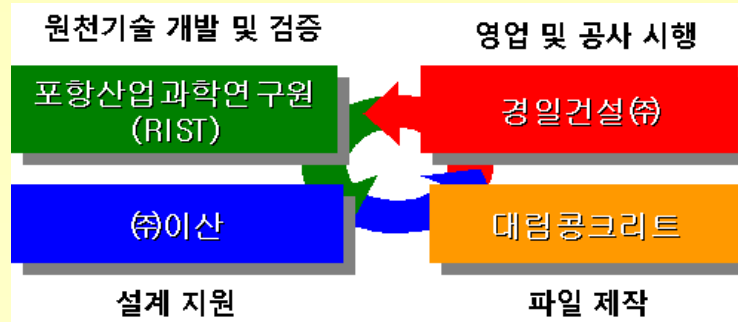 원천기술 개발 및 검증
영업 및 공사 시행
포항산업과학연구원
(RIST)
경일건설㈜
㈜이산
대림콩크리트
설계 지원
파일 제작